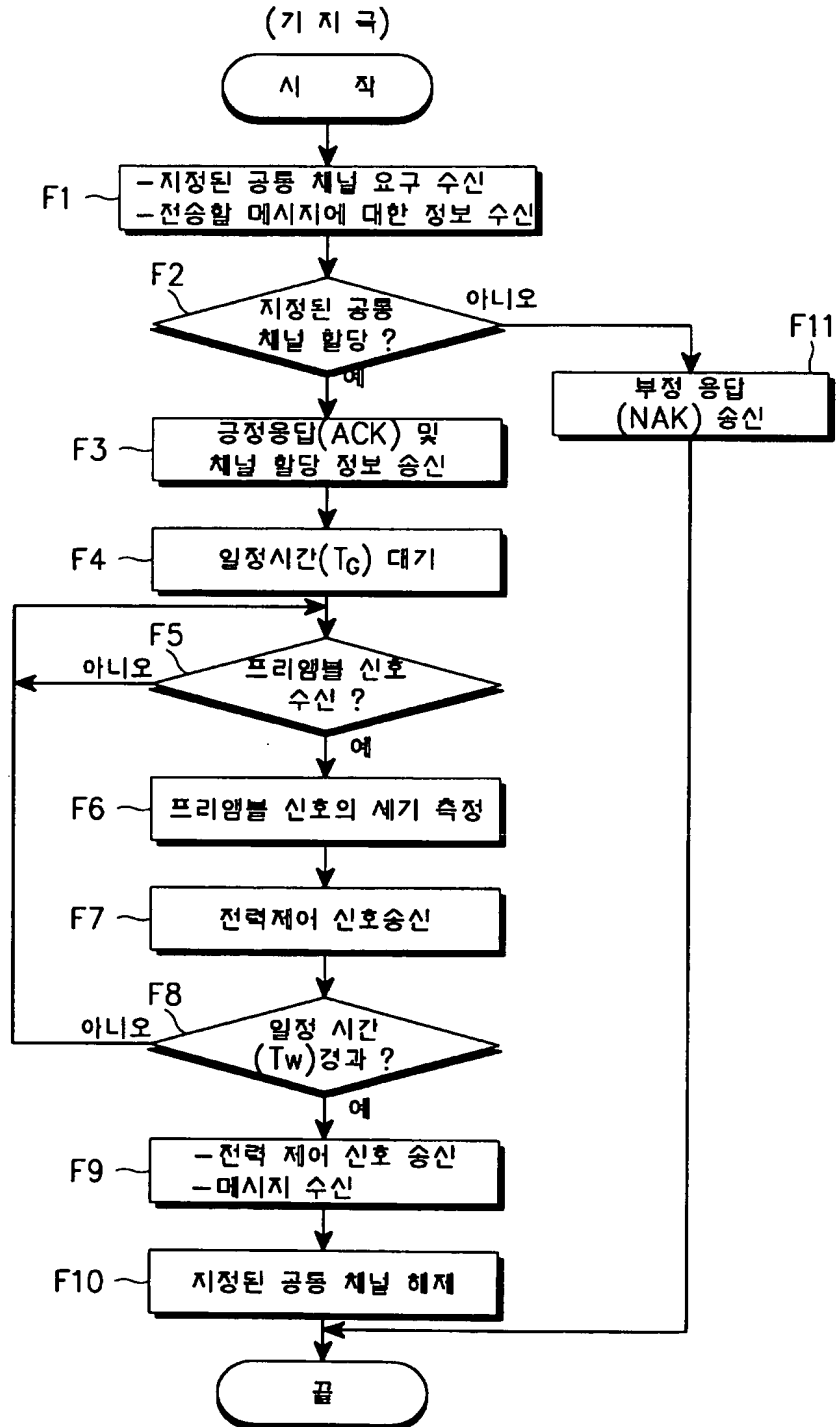 (기 지 국)
시 작
F1
-지정된 공통 채널 요구 수신
-전송할 메시지에 대한 정보 수신
F2
지정된 공통
채널 할당 ?
아니오
예
F11
부정 응답
(NAK) 송신
F3
긍정응답(ACK) 및
채널 할당 정보 송신
F4
일정시간(TG) 대기
F5
아니오
프리앰블 신호
수신 ?
예
F6
프리앰블 신호의 세기 측정
F7
전력제어 신호송신
F8
아니오
일정 시간
(Tw)경과 ?
예
F9
-전력 제어 신호 송신
-메시지 수신
F10
지정된 공통 채널 해제
끝